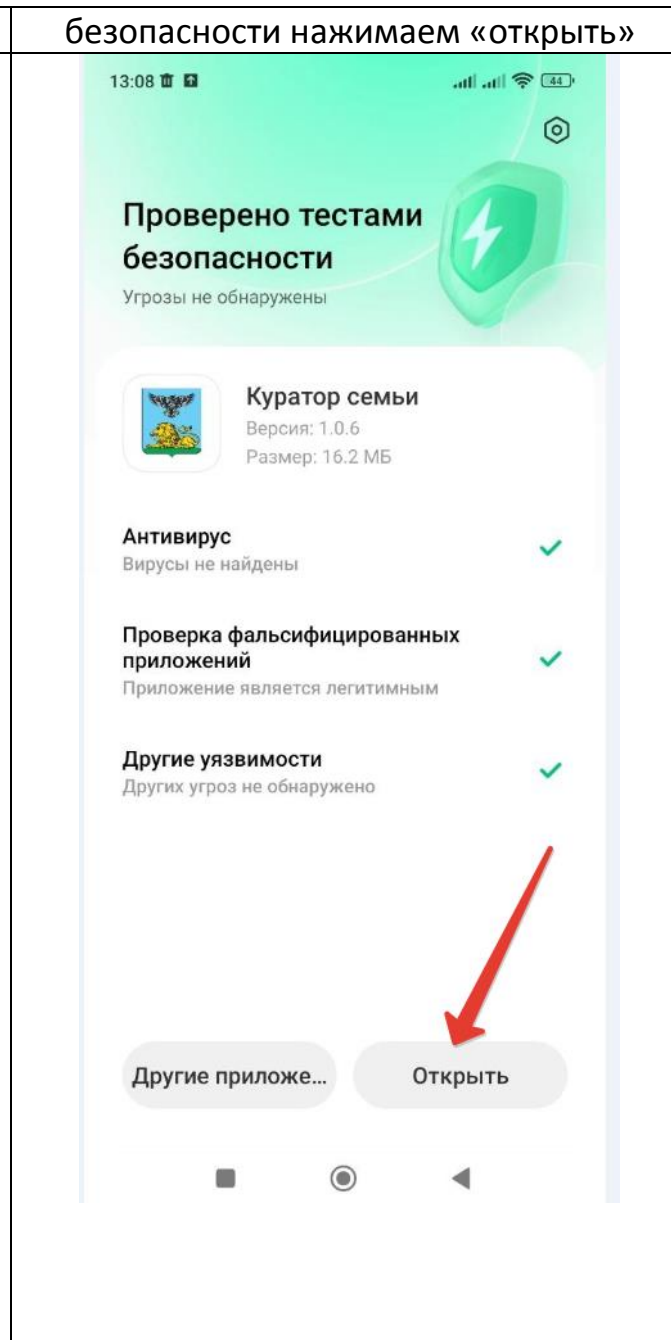 безопасности нажимаем «открыть»
13:08
44
Проверено тестами
безопасности
Угрозы не обнаружены
Куратор семьи
Версия: 1.0.6
Размер: 16.2 МБ
Антивирус
Вирусы не найдены
Проверка фальсифицированных
приложений
Приложение является легитимным
Другие уязвимости
Других угроз не обнаружено
Другие приложе...
Открыть